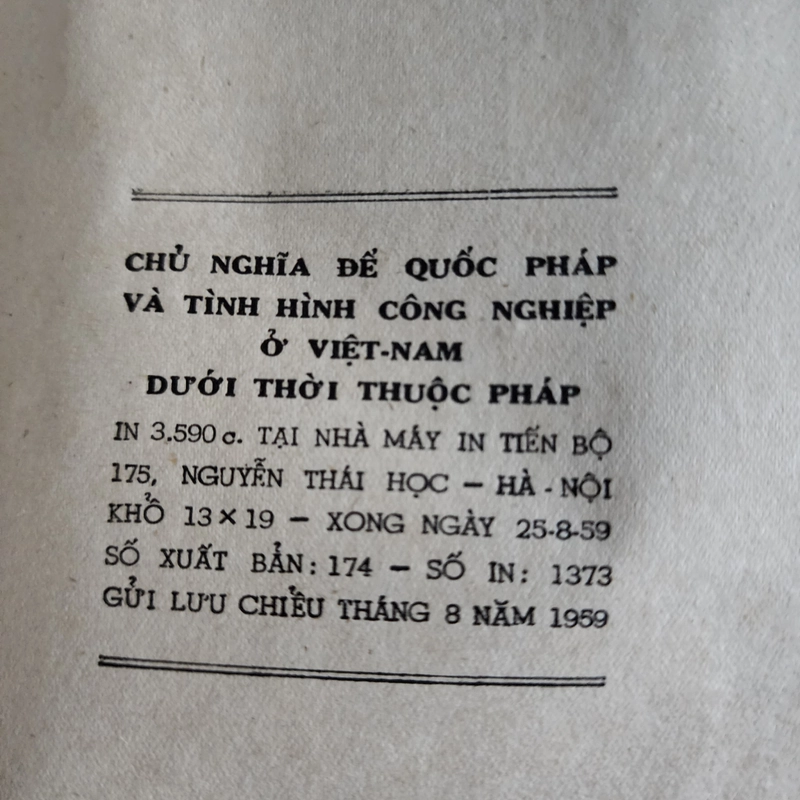 CHỦ NGHĨA ĐẾ QUỐC PHÁP
VÀ TÌNH HÌNH CÔNG NGHIỆP
Ở VIỆT-NAM
DƯỚI THỜI THUỘC PHÁP
IN 3.590c. TẠI NHÀ MÁY IN TIẾN BỘ
175, NGUYỄN THÁI HỌC — HÀ-NỘI
KHỔ 13×19 — XONG NGÀY 25-8-59
SỐ XUẤT BẢN: 174 — SỐ IN: 1373
GỬI LƯU CHIỀU THÁNG 8 NĂM 1959